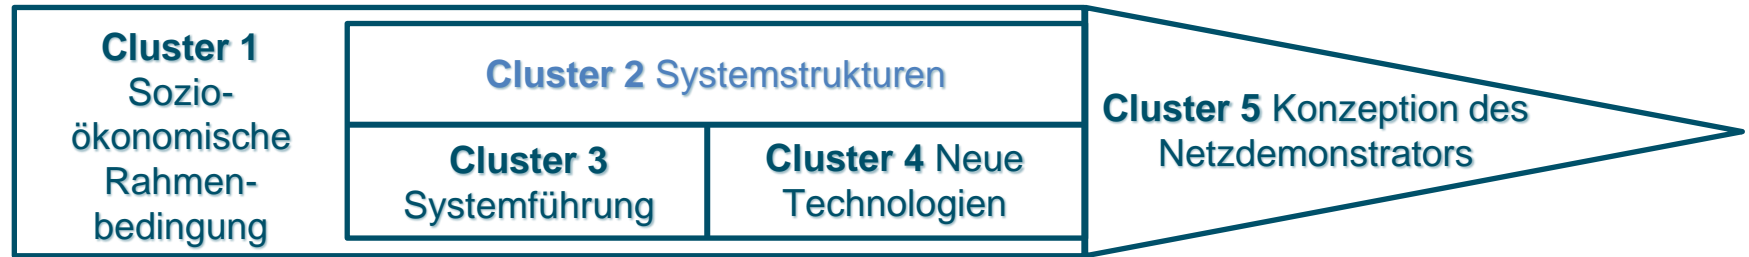 Cluster 1
Sozio-
ökonomische
Rahmen-
bedingung
Cluster 2 Systemstrukturen
Cluster 3
Systemführung
Cluster 4 Neue
Technologien
Cluster 5 Konzeption des
Netzdemonstrators